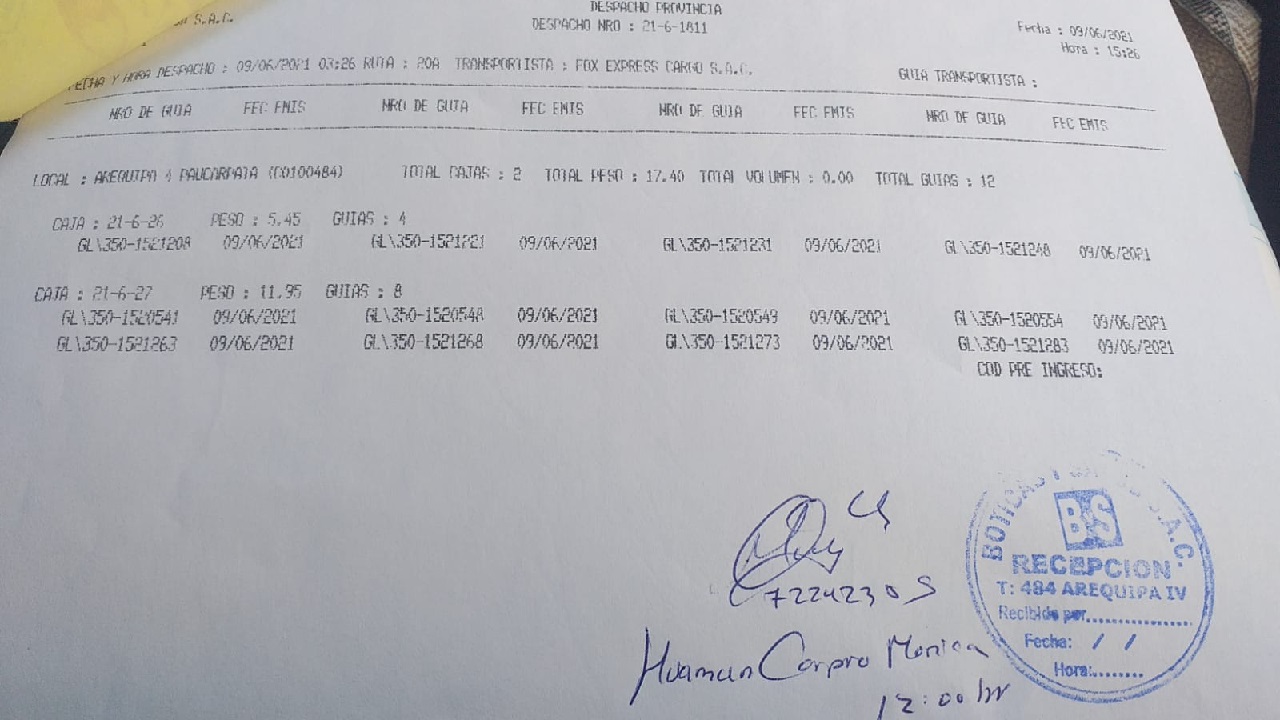 S.A.C.
DESPACHO PROVINCIA
DESPACHO NRO : 21-6-1811
Fecha : 09/06/2021
Hora : 15:26
FECHA Y HORA DESPACHO : 09/06/2021 03:26 RUTA : 20A TRANSPORTISTA : FOX EXPRESS CARGO S.A.C.
GUIA TRANSPORTISTA :
NRO DE GUIA FEC EMIS NRO DE GUIA FEC EMIS NRO DE GUIA FEC EMIS NRO DE GUIA FEC EMIS
LOCAL : AREQUIPA 4 PAUCARPATA (C0100484) TOTAL CAJAS : 2 TOTAL PESO : 17.40 TOTAL VOLUMEN : 0.00 TOTAL GUIAS : 12
CAJA : 21-6-26 PESO : 5.45 GUIAS : 4
GL\350-1521208 09/06/2021 GL\350-1521221 09/06/2021 GL\350-1521231 09/06/2021 GL\350-1521248 09/06/2021
CAJA : 21-6-27 PESO : 11.95 GUIAS : 8
GL\350-1520541 09/06/2021 GL\350-1520548 09/06/2021 GL\350-1520549 09/06/2021 GL\350-1520554 09/06/2021
GL\350-1521263 09/06/2021 GL\350-1521268 09/06/2021 GL\350-1521273 09/06/2021 GL\350-1521283 09/06/2021
COD PRE INGRESO:
BOTICAS Y S.A.C.
BS
RECEPCION
T: 484 AREQUIPA IV
Recibido por
Fecha: / /
Hora:
Huaman Corpro Monica
12:00 hr